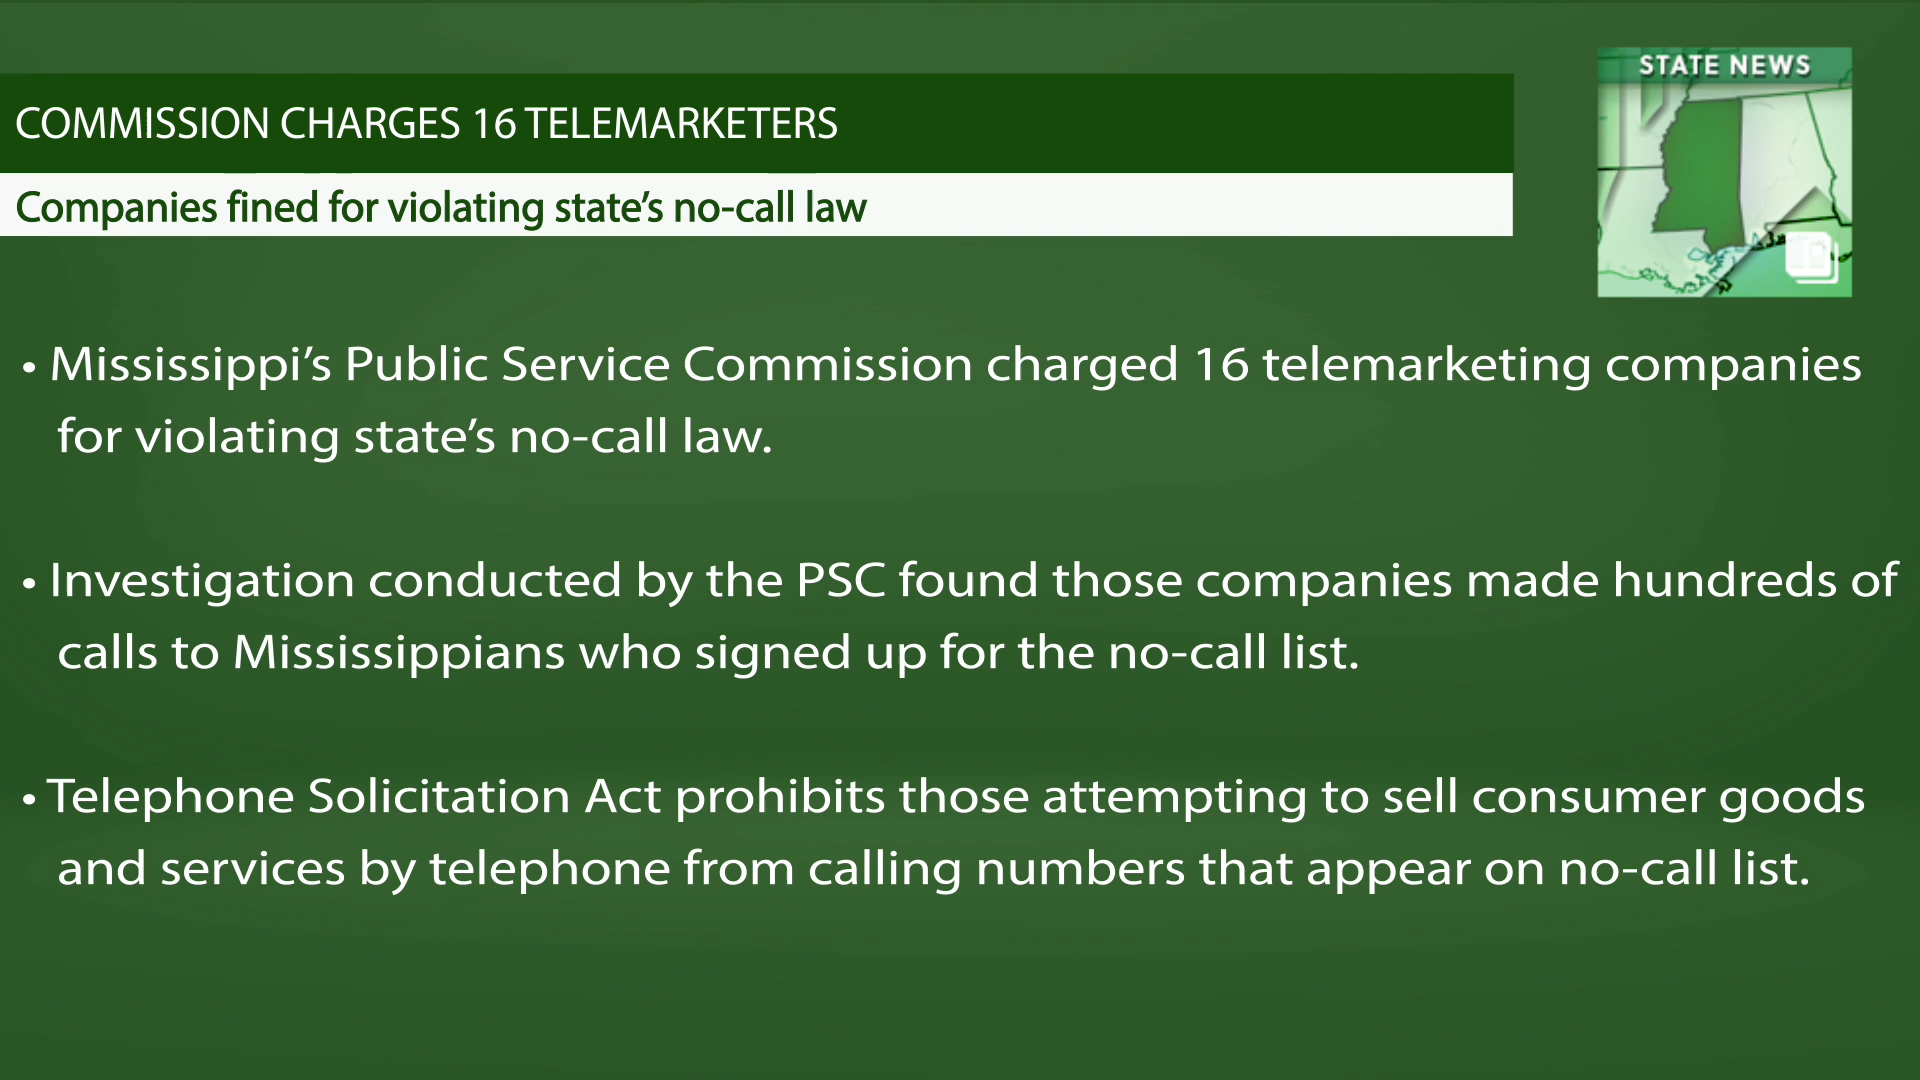 STATE NEWS
COMMISSION CHARGES 16 TELEMARKETERS
Companies fined for violating state’s no-call law
• Mississippi’s Public Service Commission charged 16 telemarketing companies
for violating state’s no-call law.
• Investigation conducted by the PSC found those companies made hundreds of
calls to Mississippians who signed up for the no-call list.
• Telephone Solicitation Act prohibits those attempting to sell consumer goods
and services by telephone from calling numbers that appear on no-call list.